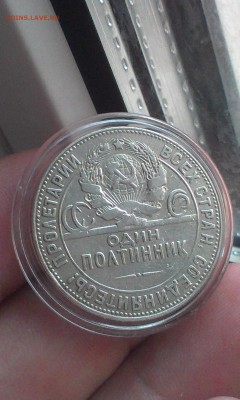 ПРОЛЕТАРИИ ВСЕХ СТРАН, СОЕДИНЯЙТЕСЬ!
ОДИН
ПОЛТИННИК